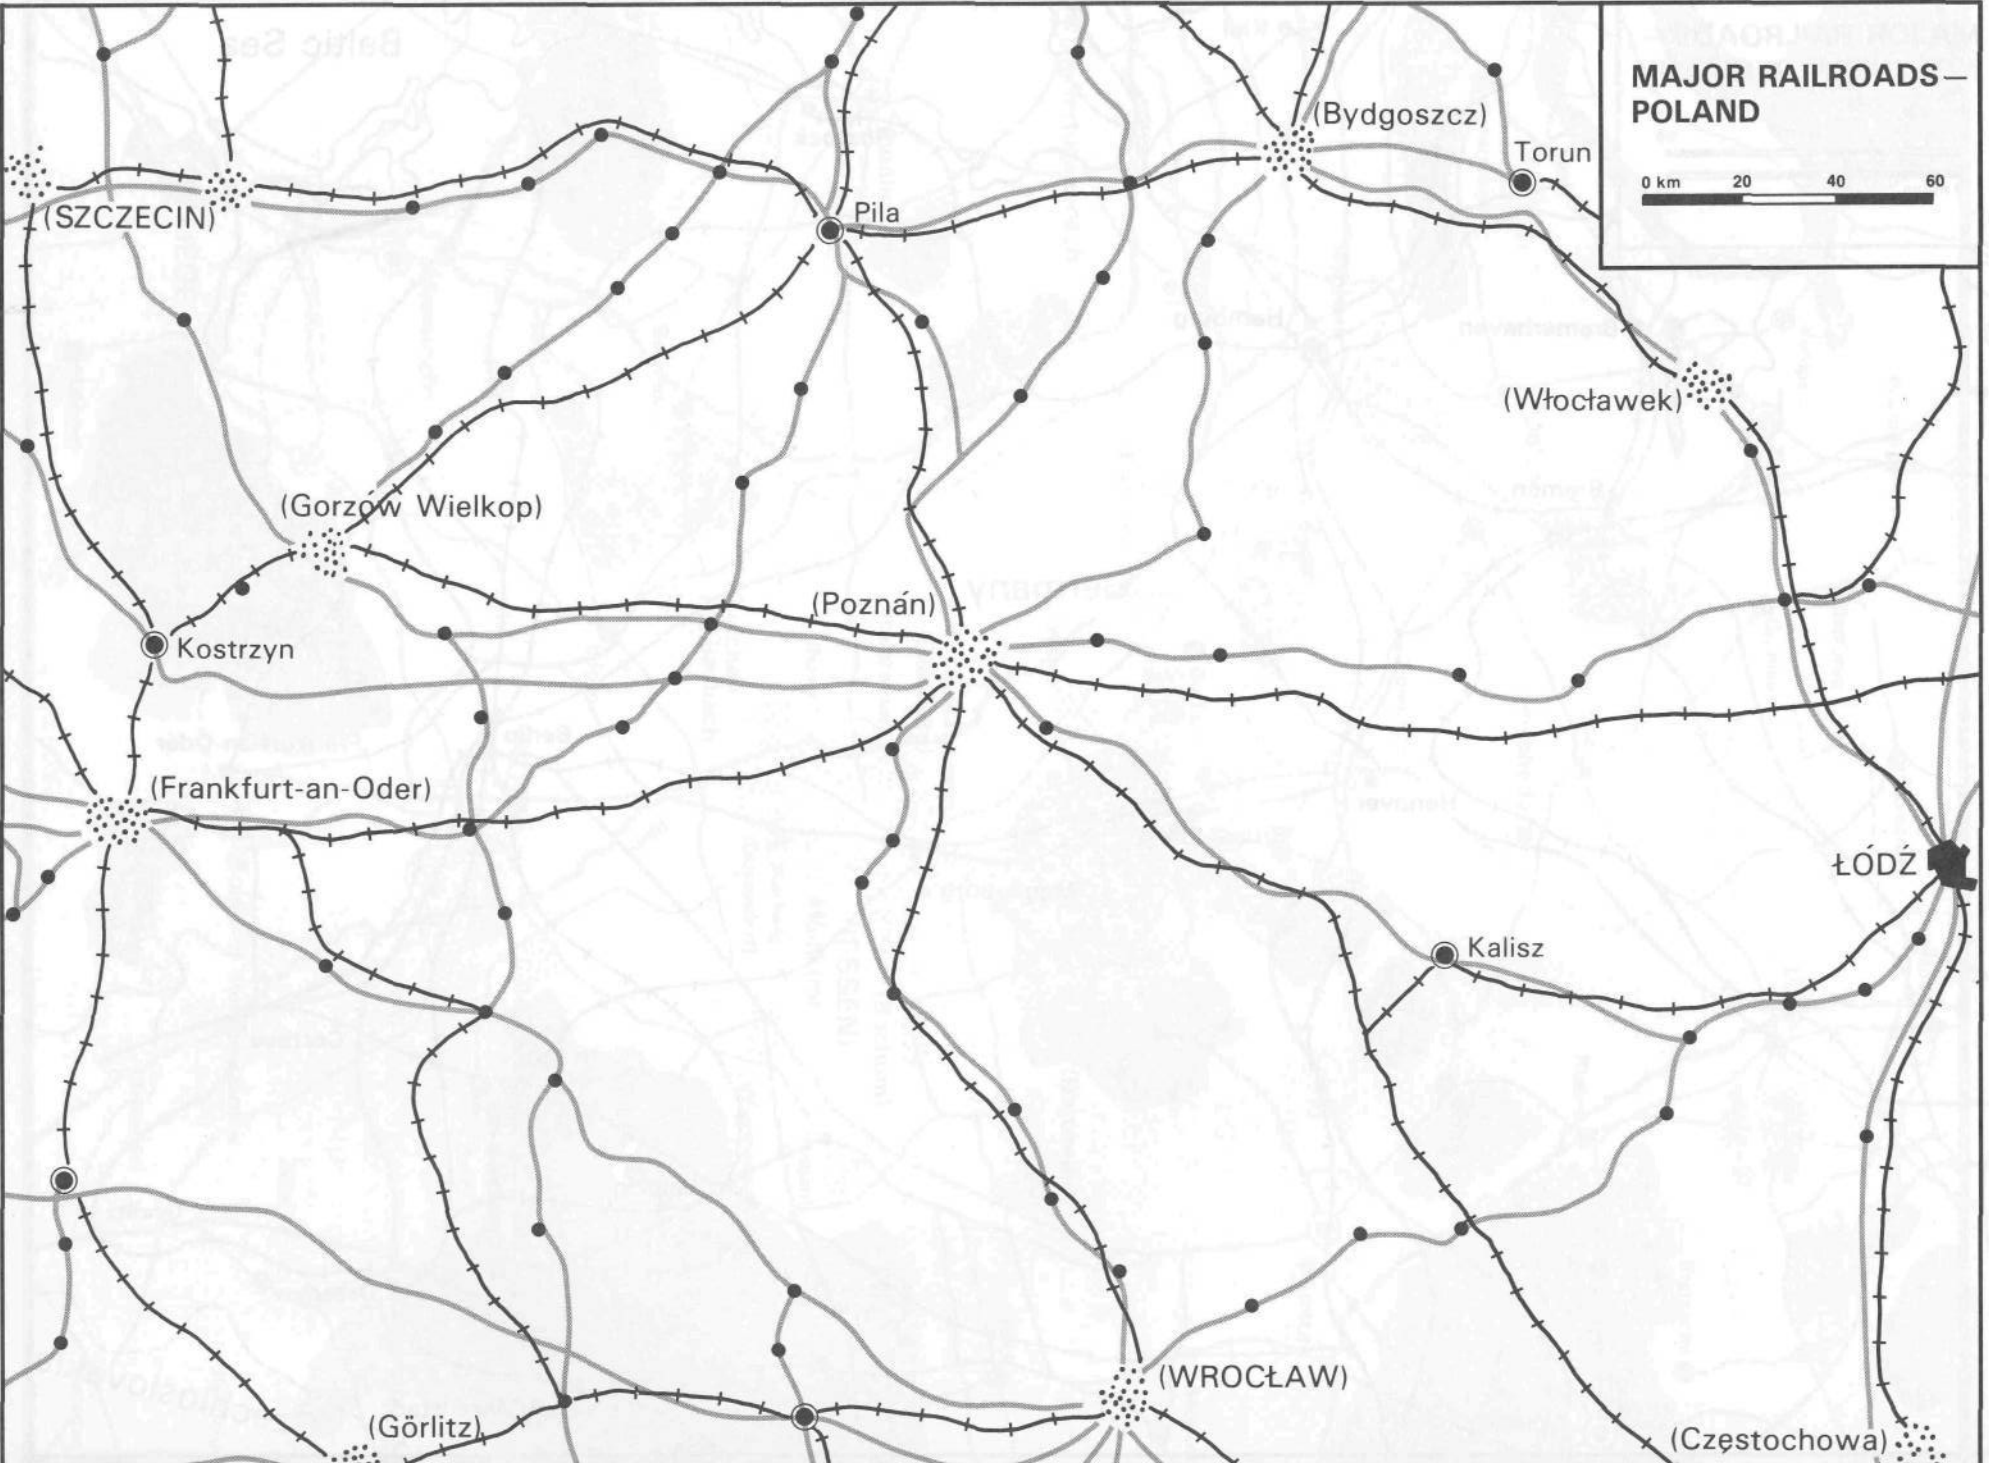 MAJOR RAILROADS—
POLAND
0 km 20 40 60
(Bydgoszcz)
Torun
(SZCZECIN)
Pila
(Włocławek)
(Gorzów Wielkop)
(Poznán)
Kostrzyn
(Frankfurt-an-Oder)
ŁÓDŹ
Kalisz
(WROCŁAW)
(Görlitz)
(Częstochowa)